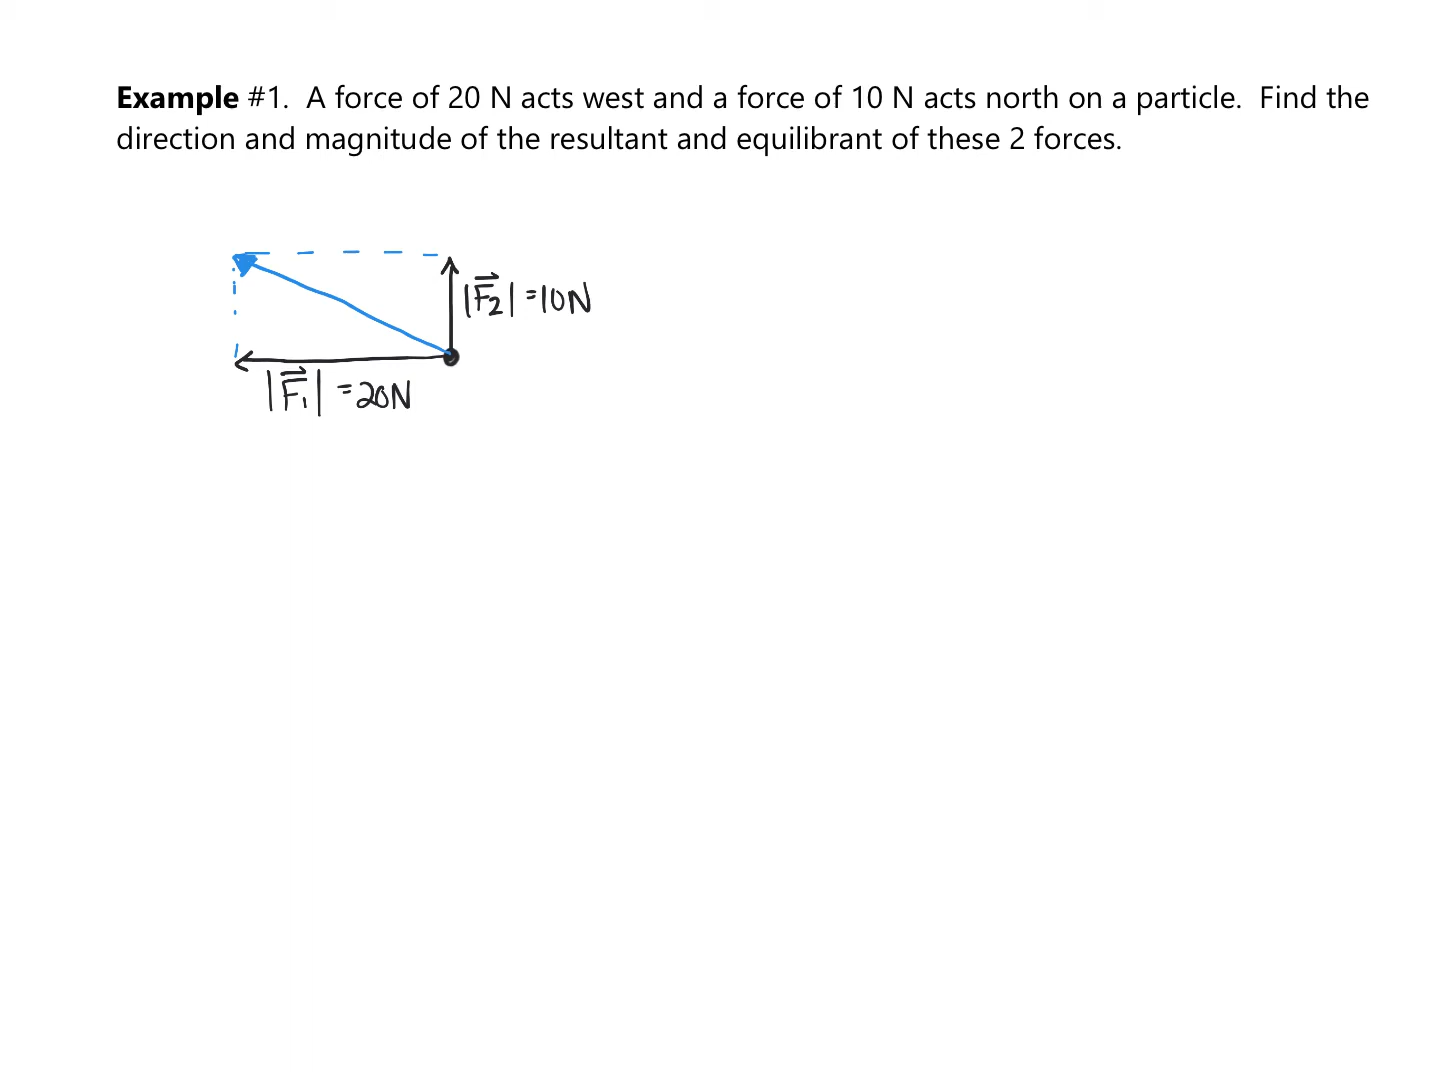 Example #1. A force of 20 N acts west and a force of 10 N acts north on a particle. Find the
direction and magnitude of the resultant and equilibrant of these 2 forces.
|F⃗₂| = 10N
|F⃗₁| = 20N